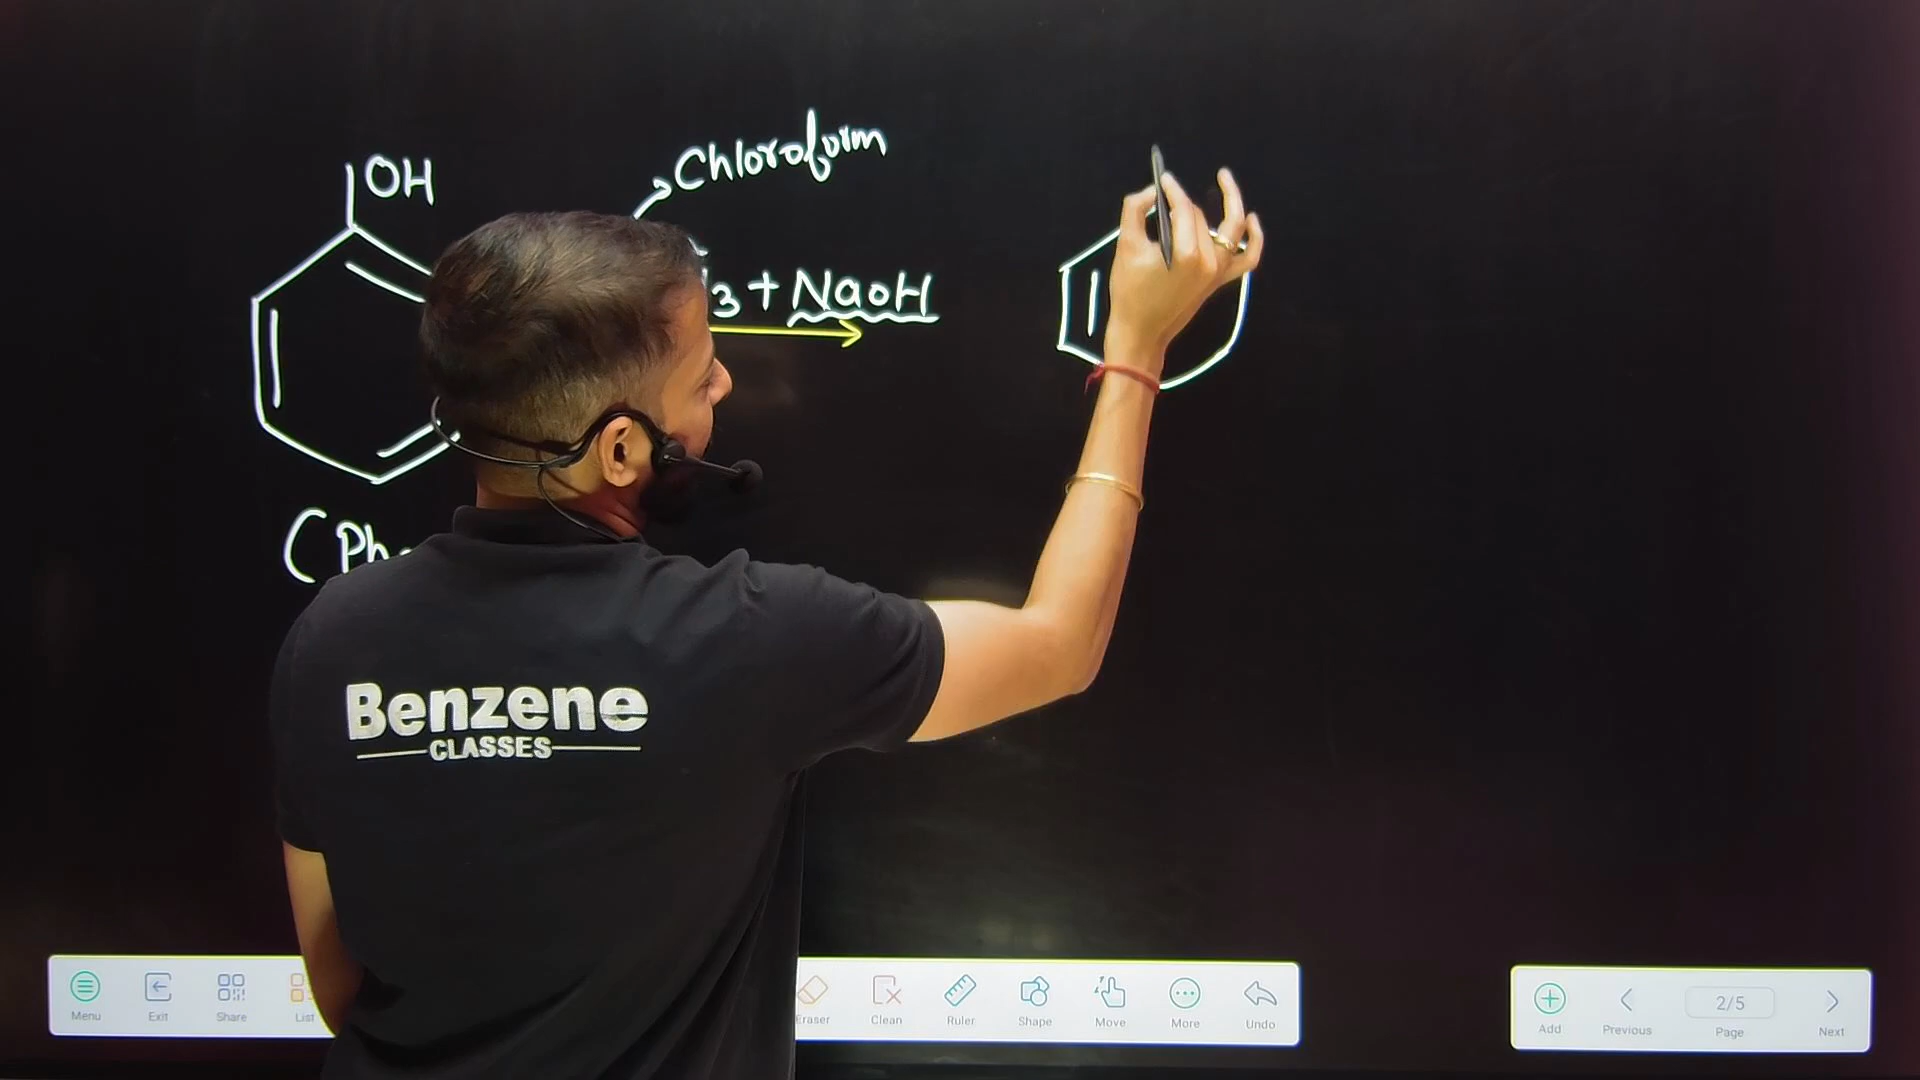 OH
Chloroform
3 + NaOH
(Ph
Benzene
CLASSES
Menu
Exit
Share
List
Eraser
Clean
Ruler
Shape
Move
More
Undo
Add
Previous
2/5
Page
Next